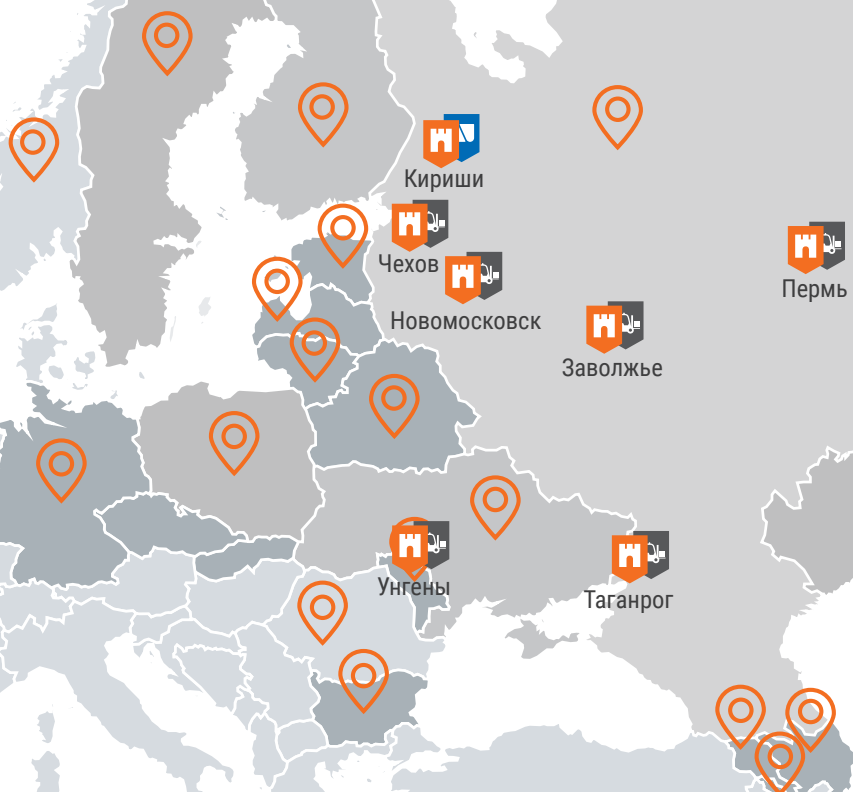 Кириши
Чехов
Новомосковск
Пермь
Заволжье
Унгены
Таганрог